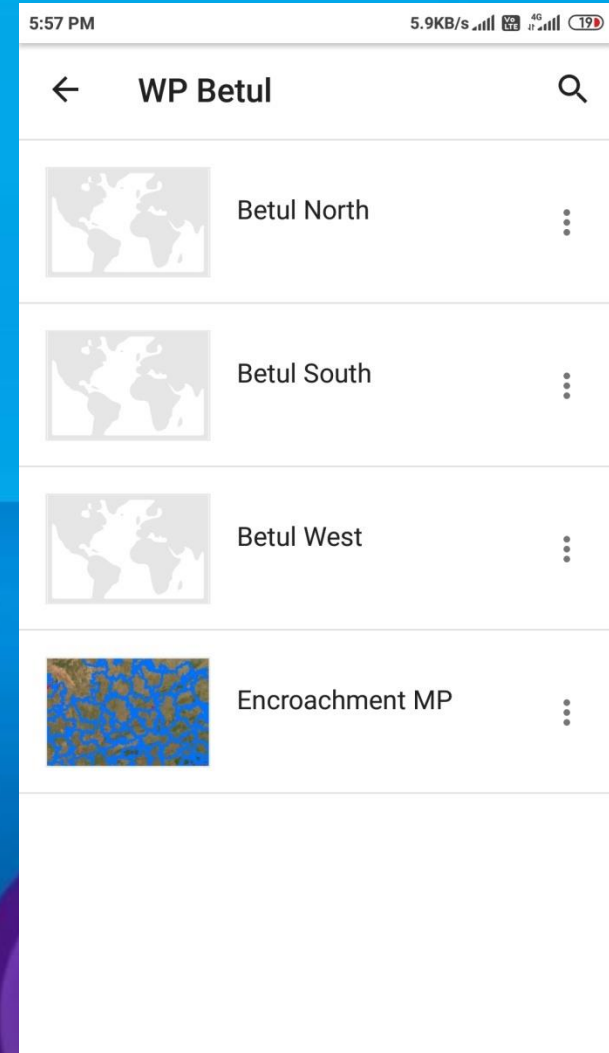 5:57 PM 5.9KB/s Vo LTE 4G 19
WP Betul
Betul North
Betul South
Betul West
Encroachment MP